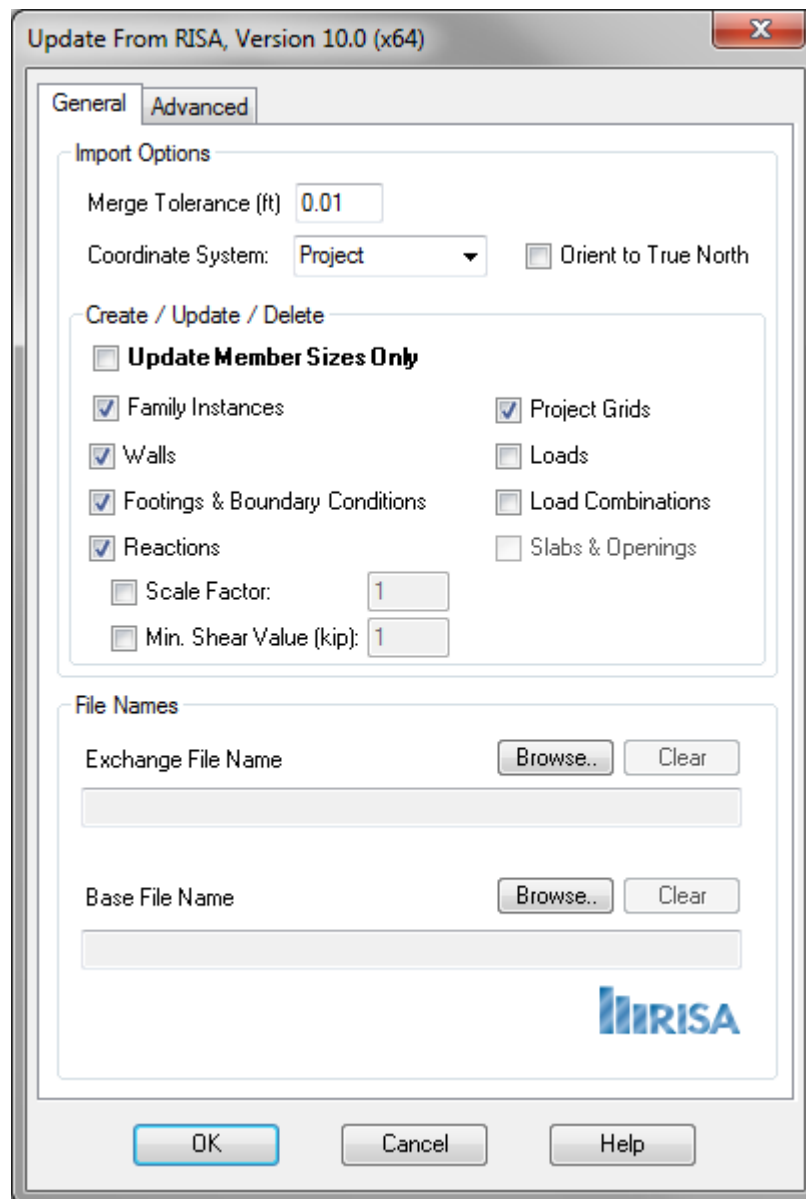 Update From RISA, Version 10.0 (x64)
General Advanced
Import Options
Merge Tolerance (ft) 0.01
Coordinate System: Project Orient to True North
Create / Update / Delete
Update Member Sizes Only
Family Instances Project Grids
Walls Loads
Footings & Boundary Conditions Load Combinations
Reactions Slabs & Openings
Scale Factor: 1
Min. Shear Value (kip): 1
File Names
Exchange File Name Browse.. Clear
Base File Name Browse.. Clear
RISA
OK Cancel Help